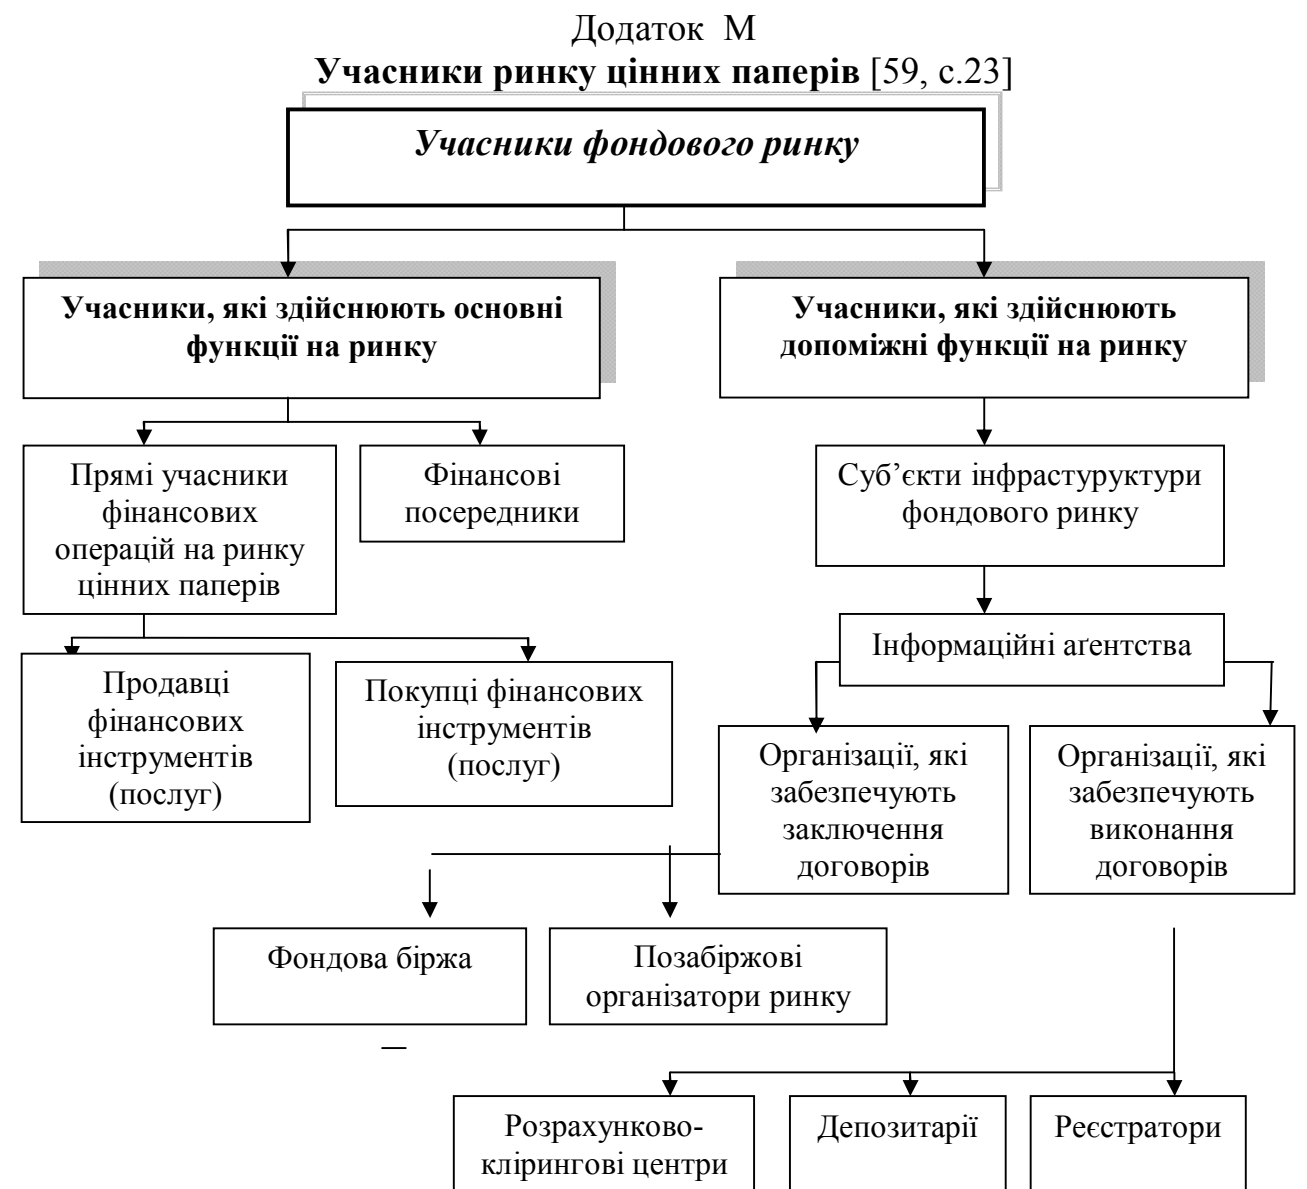 Додаток М
Учасники ринку цінних паперів [59, с.23]
Учасники фондового ринку
Учасники, які здійснюють основні
функції на ринку
Учасники, які здійснюють
допоміжні функції на ринку
Прямі учасники
фінансових
операцій на ринку
цінних паперів
Фінансові
посередники
Суб’єкти інфрастуруктури
фондового ринку
Інформаційні аґентства
Продавці
фінансових
інструментів
(послуг)
Покупці фінансових
інструментів
(послуг)
Організації, які
забезпечують
заключення
договорів
Організації, які
забезпечують
виконання
договорів
Фондова біржа
Позабіржові
організатори ринку
Розрахунково-
клірингові центри
Депозитарії
Реєстратори